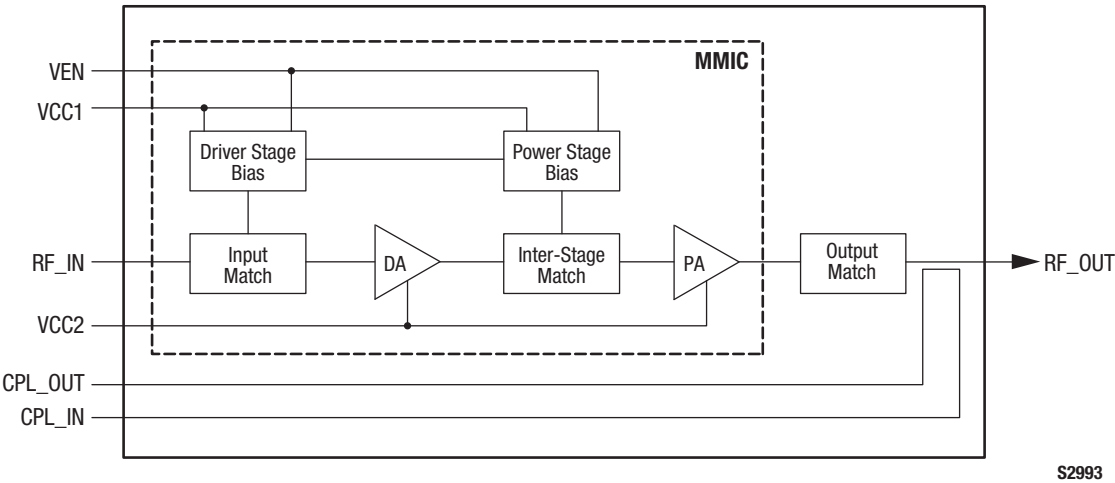 MMIC
VEN
VCC1
Driver Stage
Bias
Power Stage
Bias
RF_IN
Input
Match
DA
Inter-Stage
Match
PA
Output
Match
RF_OUT
VCC2
CPL_OUT
CPL_IN
S2993